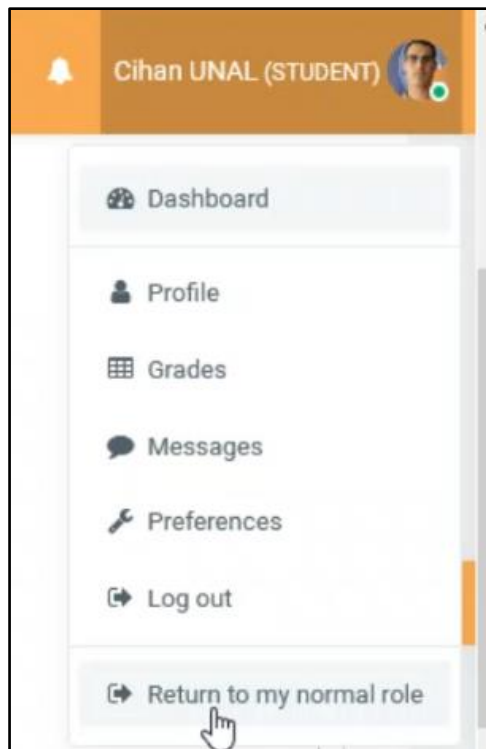 Cihan UNAL (STUDENT)
Dashboard
Profile
Grades
Messages
Preferences
Log out
Return to my normal role